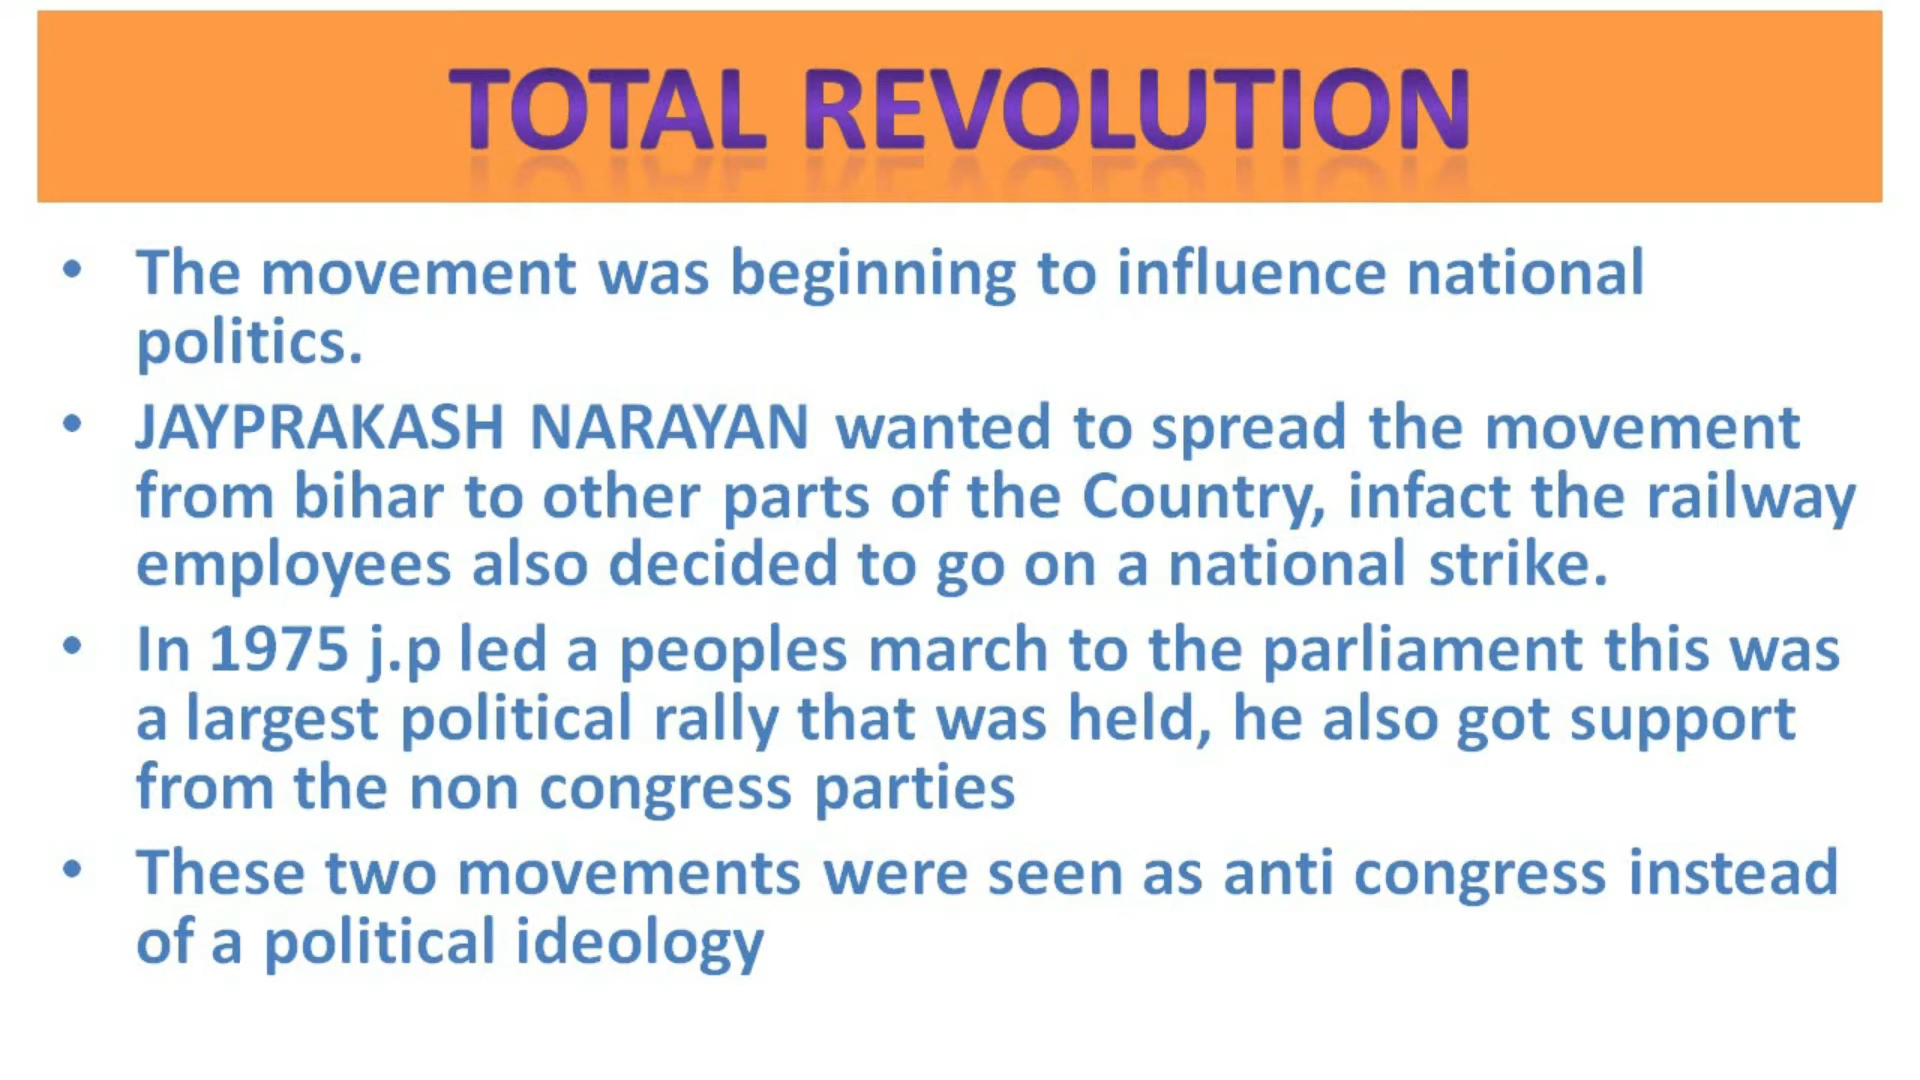 TOTAL REVOLUTION
• The movement was beginning to influence national
politics.
• JAYPRAKASH NARAYAN wanted to spread the movement
from bihar to other parts of the Country, infact the railway
employees also decided to go on a national strike.
• In 1975 j.p led a peoples march to the parliament this was
a largest political rally that was held, he also got support
from the non congress parties
• These two movements were seen as anti congress instead
of a political ideology